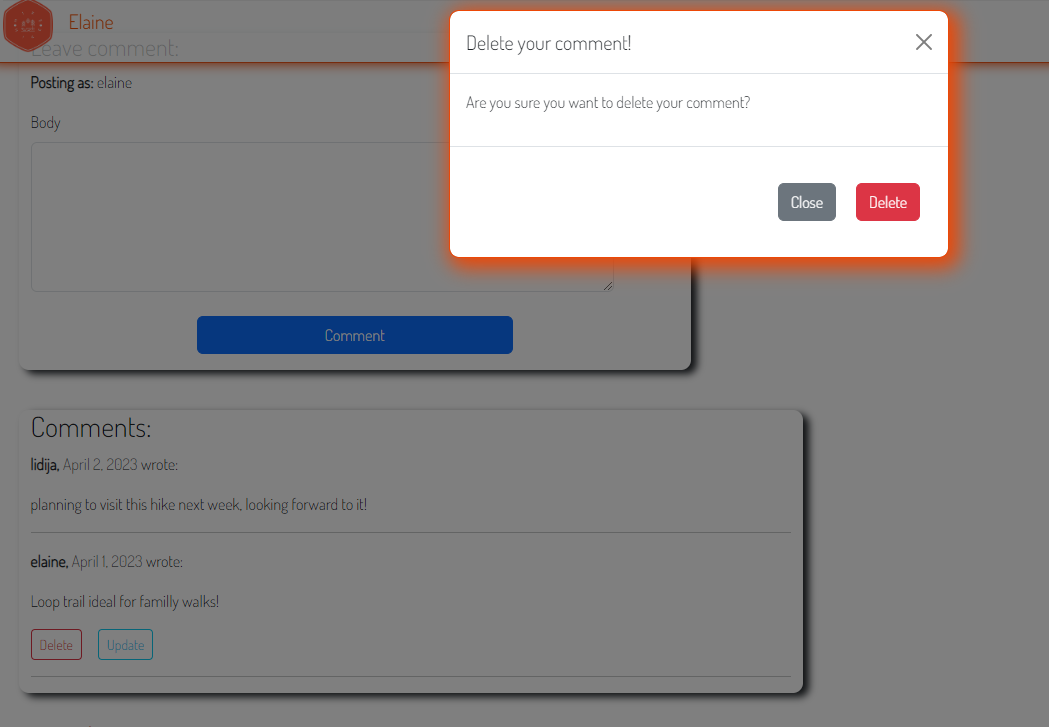 Elaine
Leave comment:
Posting as: elaine
Body
Comment
Delete your comment!
Are you sure you want to delete your comment?
Close
Delete
Comments:
lidija, April 2, 2023 wrote:
planning to visit this hike next week, looking forward to it!
elaine, April 1, 2023 wrote:
Loop trail ideal for familly walks!
Delete
Update